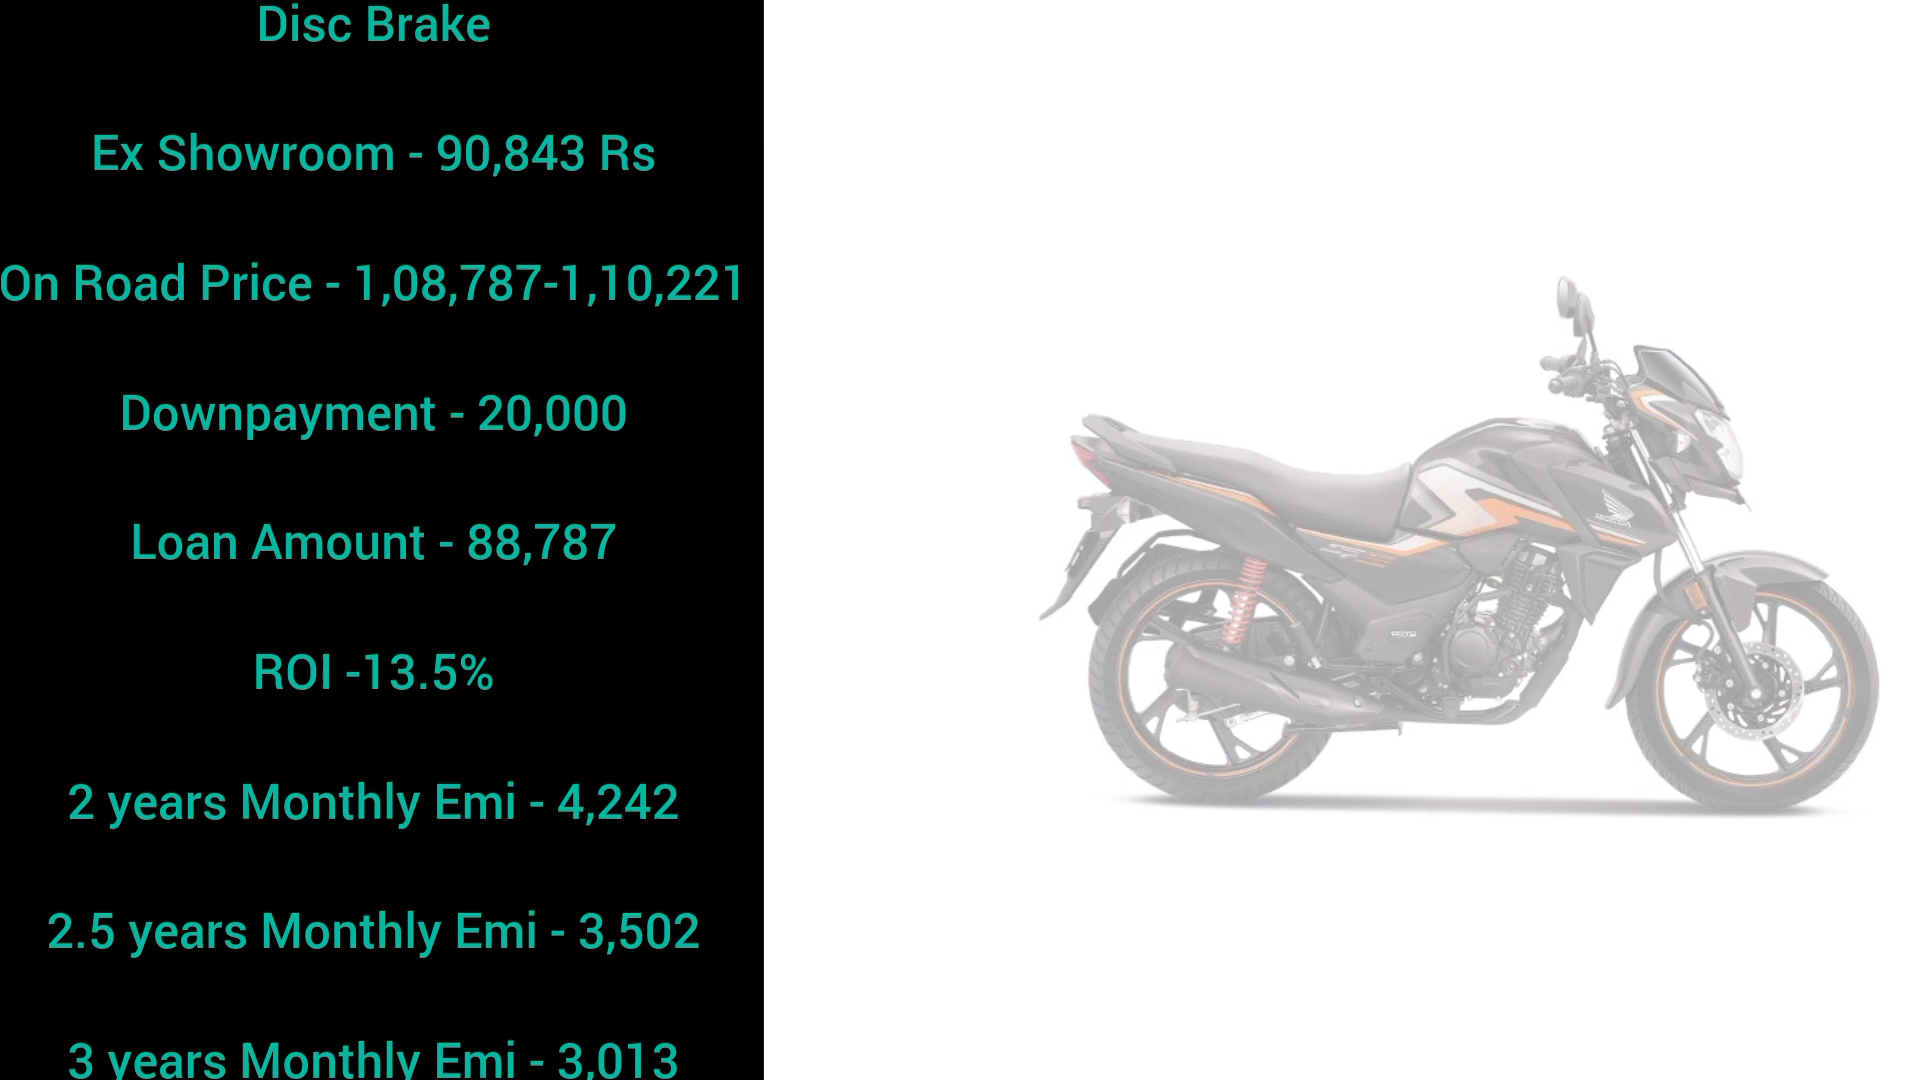 Disc Brake
Ex Showroom - 90,843 Rs
On Road Price - 1,08,787-1,10,221
Downpayment - 20,000
Loan Amount - 88,787
ROI -13.5%
2 years Monthly Emi - 4,242
2.5 years Monthly Emi - 3,502
3 years Monthly Emi - 3,013
HONDA